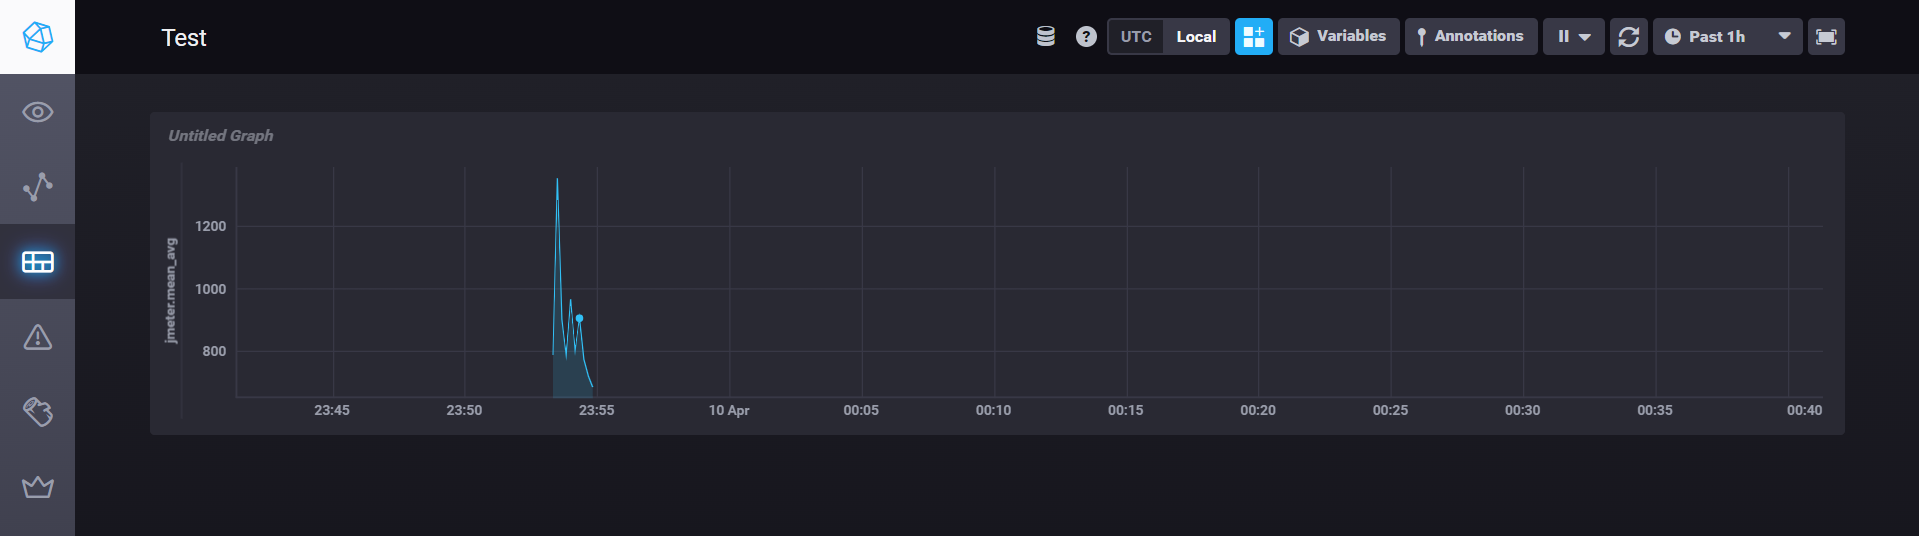 Test
UTC Local Variables Annotations Past 1h
Untitled Graph
jmeter.mean_avg
1200
1000
800
23:45 23:50 23:55 10 Apr 00:05 00:10 00:15 00:20 00:25 00:30 00:35 00:40